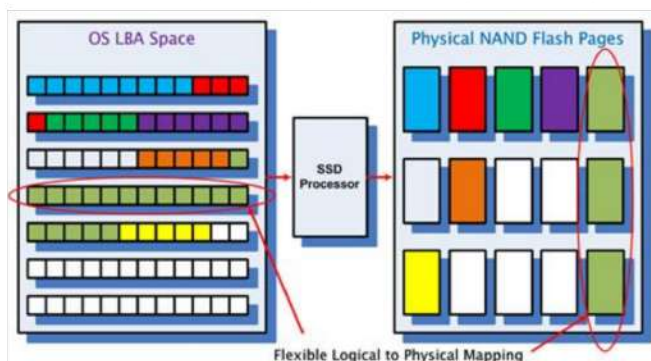 OS LBA Space
Physical NAND Flash Pages
SSD
Processor
Flexible Logical to Physical Mapping